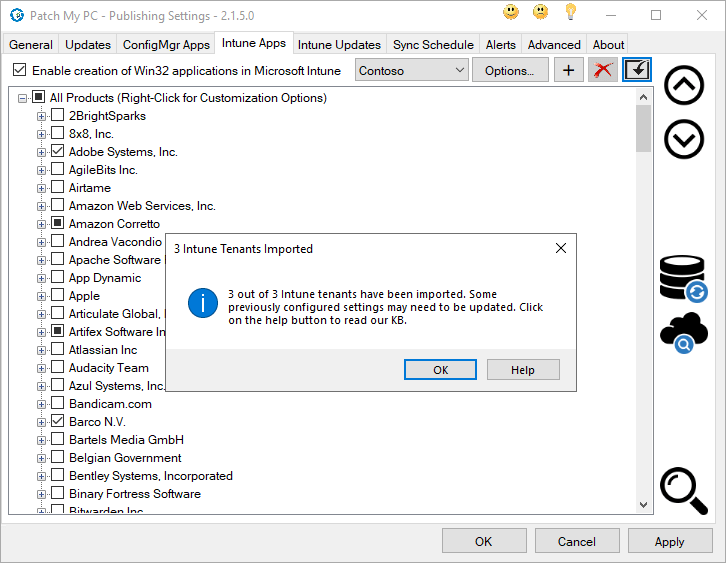 Patch My PC - Publishing Settings - 2.1.5.0
General Updates ConfigMgr Apps Intune Apps Intune Updates Sync Schedule Alerts Advanced About
Enable creation of Win32 applications in Microsoft Intune Contoso Options...
All Products (Right-Click for Customization Options)
2BrightSparks
8x8, Inc.
Adobe Systems, Inc.
AgileBits Inc.
Airtame
Amazon Web Services, Inc.
Amazon Corretto
Andrea Vacondio
Apache Software
App Dynamic
Apple
Articulate Global,
Artifex Software In
Atlassian Inc
Audacity Team
Azul Systems, Inc.
Bandicam.com
Barco N.V.
Bartels Media GmbH
Belgian Government
Bentley Systems, Incorporated
Binary Fortress Software
Bitwarden Inc
3 Intune Tenants Imported
3 out of 3 Intune tenants have been imported. Some
previously configured settings may need to be updated. Click
on the help button to read our KB.
OK Help
OK Cancel Apply